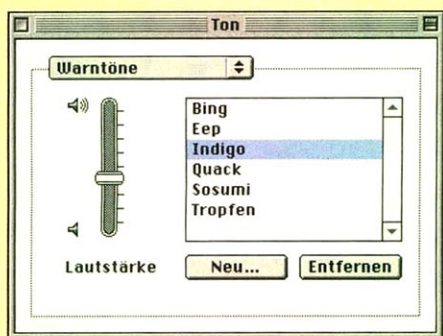 Ton
Warntöne
Bing
Eep
Indigo
Quack
Sosumi
Tropfen
Lautstärke
Neu...
Entfernen